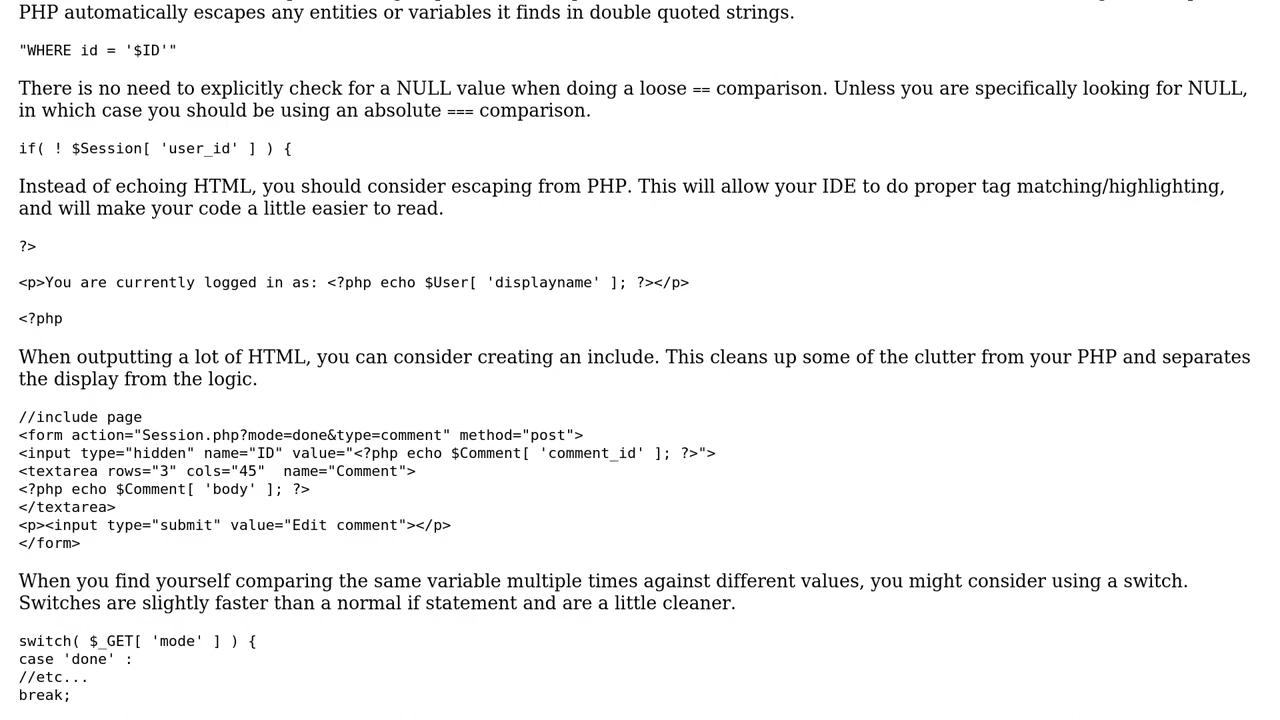 PHP automatically escapes any entities or variables it finds in double quoted strings.
"WHERE id = '$ID'"
There is no need to explicitly check for a NULL value when doing a loose == comparison. Unless you are specifically looking for NULL,
in which case you should be using an absolute === comparison.
if( ! $Session[ 'user_id' ] ) {
Instead of echoing HTML, you should consider escaping from PHP. This will allow your IDE to do proper tag matching/highlighting,
and will make your code a little easier to read.
?>
<p>You are currently logged in as: <?php echo $User[ 'displayname' ]; ?></p>
<?php
When outputting a lot of HTML, you can consider creating an include. This cleans up some of the clutter from your PHP and separates
the display from the logic.
//include page
<form action="Session.php?mode=done&type=comment" method="post">
<input type="hidden" name="ID" value="<?php echo $Comment[ 'comment_id' ]; ?>">
<textarea rows="3" cols="45"  name="Comment">
<?php echo $Comment[ 'body' ]; ?>
</textarea>
<p><input type="submit" value="Edit comment"></p>
</form>
When you find yourself comparing the same variable multiple times against different values, you might consider using a switch.
Switches are slightly faster than a normal if statement and are a little cleaner.
switch( $_GET[ 'mode' ] ) {
case 'done' :
//etc...
break;